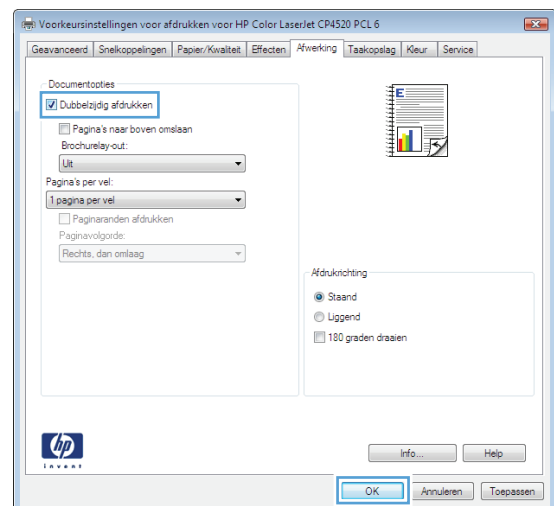 Voorkeursinstellingen voor afdrukken voor HP Color LaserJet CP4520 PCL 6
Geavanceerd Snelkoppelingen Papier/Kwaliteit Effecten Afwerking Taakopslag Kleur Service
Documentopties
Dubbelzijdig afdrukken
Pagina's naar boven omslaan
Brochurelay-out:
Uit
Pagina's per vel:
1 pagina per vel
Paginaranden afdrukken
Paginavolgorde:
Rechts, dan omlaag
E
Afdrukrichting
Staand
Liggend
180 graden draaien
hp
invent
Info... Help
OK Annuleren Toepassen